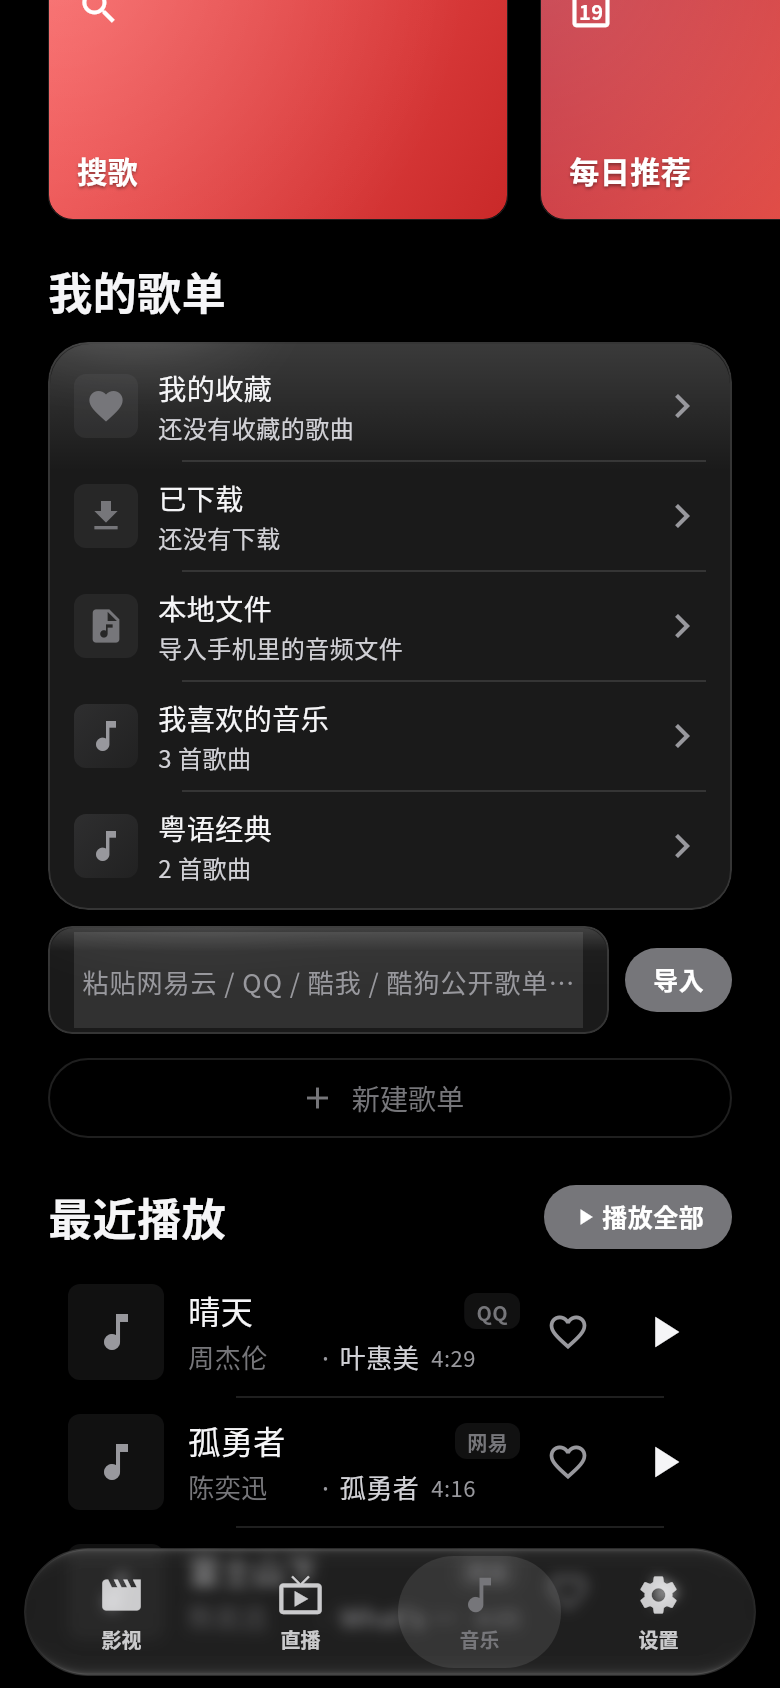 19
搜歌
每日推荐
我的歌单
我的收藏
还没有收藏的歌曲
已下载
还没有下载
本地文件
导入手机里的音频文件
我喜欢的音乐
3 首歌曲
粤语经典
2 首歌曲
粘贴网易云 / QQ / 酷我 / 酷狗公开歌单…
导入
新建歌单
最近播放
播放全部
晴天
QQ
周杰伦 · 叶惠美 4:29
孤勇者
网易
陈奕迅 · 孤勇者 4:16
影视
直播
音乐
设置